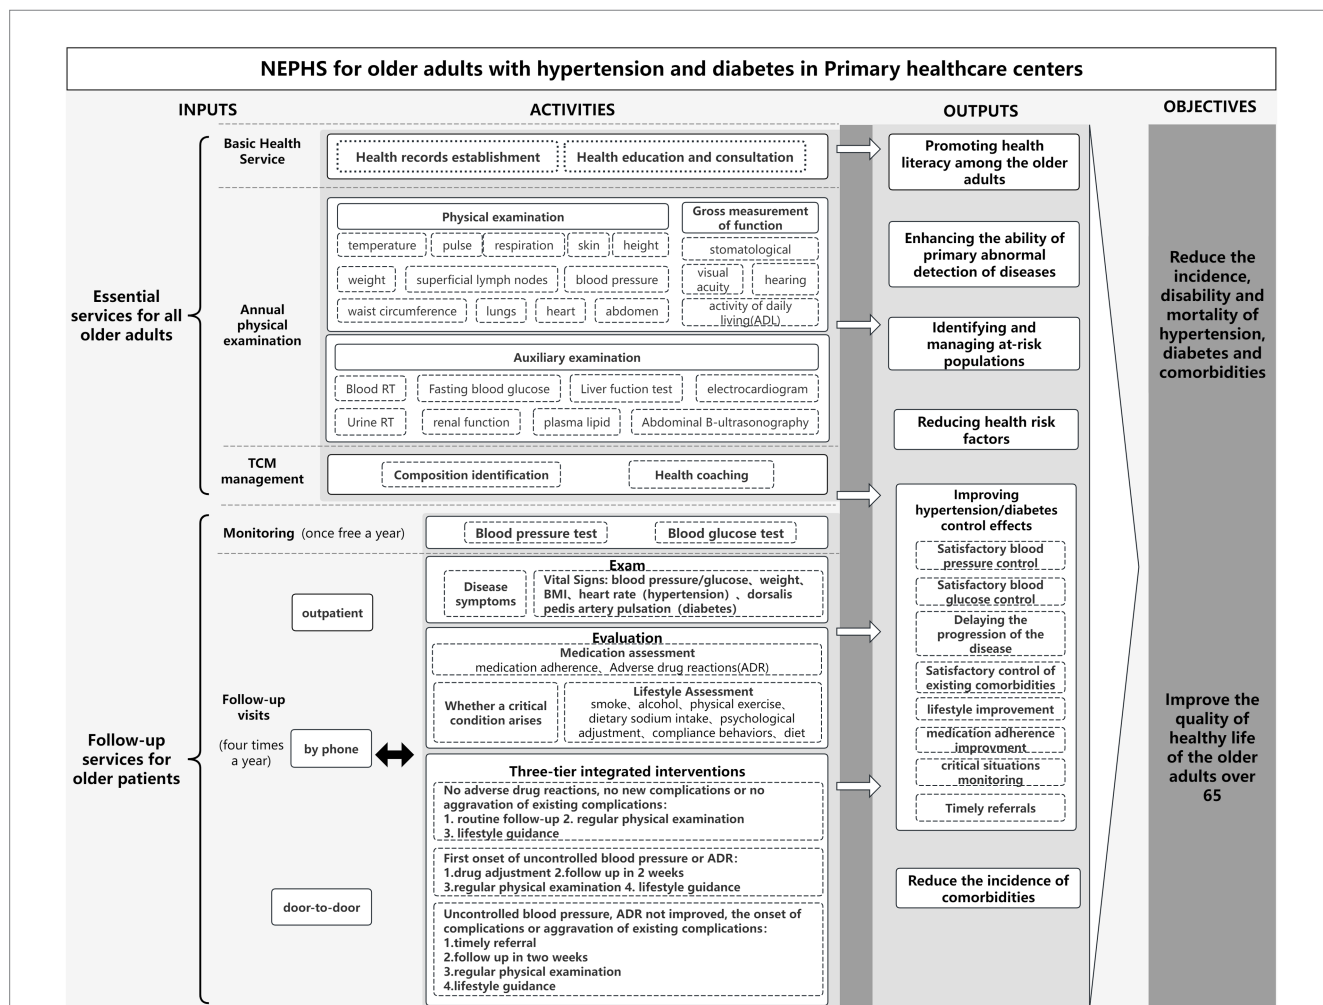 NEPHS for older adults with hypertension and diabetes in Primary healthcare centers
INPUTS
ACTIVITIES
OUTPUTS
OBJECTIVES
Essential
services for all
older adults
Basic Health
Service
Health records establishment
Health education and consultation
Annual
physical
examination
Physical examination
temperature
pulse
respiration
skin
height
weight
superficial lymph nodes
blood pressure
waist circumference
lungs
heart
abdomen
Gross measurement
of function
stomatological
visual
acuity
hearing
activity of daily
living(ADL)
Auxiliary examination
Blood RT
Fasting blood glucose
Liver fuction test
electrocardiogram
Urine RT
renal function
plasma lipid
Abdominal B-ultrasonography
TCM
management
Composition identification
Health coaching
Follow-up
services for
older patients
Monitoring (once free a year)
Blood pressure test
Blood glucose test
Follow-up
visits
(four times
a year)
outpatient
by phone
door-to-door
Exam
Disease
symptoms
Vital Signs: blood pressure/glucose、weight、
BMI、heart rate（hypertension）、dorsalis
pedis artery pulsation（diabetes）
Evaluation
Medication assessment
medication adherence、Adverse drug reactions(ADR)
Whether a critical
condition arises
Lifestyle Assessment
smoke、alcohol、physical exercise、
dietary sodium intake、psychological
adjustment、compliance behaviors、diet
Three-tier integrated interventions
No adverse drug reactions, no new complications or no
aggravation of existing complications:
1. routine follow-up 2. regular physical examination
3. lifestyle guidance
First onset of uncontrolled blood pressure or ADR:
1.drug adjustment 2.follow up in 2 weeks
3.regular physical examination 4. lifestyle guidance
Uncontrolled blood pressure, ADR not improved, the onset of
complications or aggravation of existing complications:
1.timely referral
2.follow up in two weeks
3.regular physical examination
4.lifestyle guidance
Promoting health
literacy among the older
adults
Enhancing the ability of
primary abnormal
detection of diseases
Identifying and
managing at-risk
populations
Reducing health risk
factors
Improving
hypertension/diabetes
control effects
Satisfactory blood
pressure control
Satisfactory blood
glucose control
Delaying the
progression of the
disease
Satisfactory control of
existing comorbidities
lifestyle improvement
medication adherence
improvment
critical situations
monitoring
Timely referrals
Reduce the incidence of
comorbidities
Reduce the
incidence,
disability and
mortality of
hypertension,
diabetes and
comorbidities
Improve the
quality of
healthy life
of the older
adults over
65